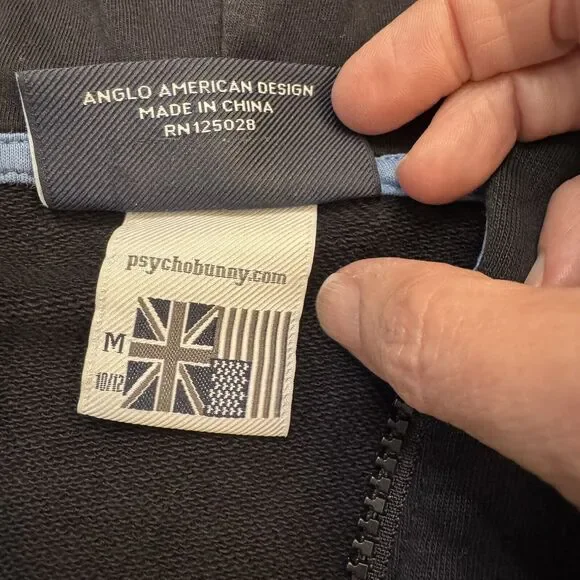 ANGLO AMERICAN DESIGN
MADE IN CHINA
RN125028
psychobunny.com
M
10/12